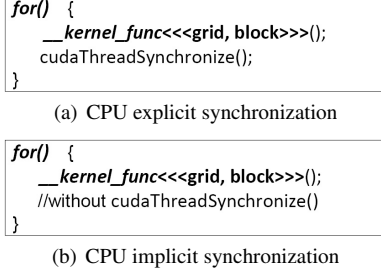 for() {
__kernel_func<<<grid, block>>>();
cudaThreadSynchronize();
}
(a) CPU explicit synchronization
for() {
__kernel_func<<<grid, block>>>();
//without cudaThreadSynchronize()
}
(b) CPU implicit synchronization